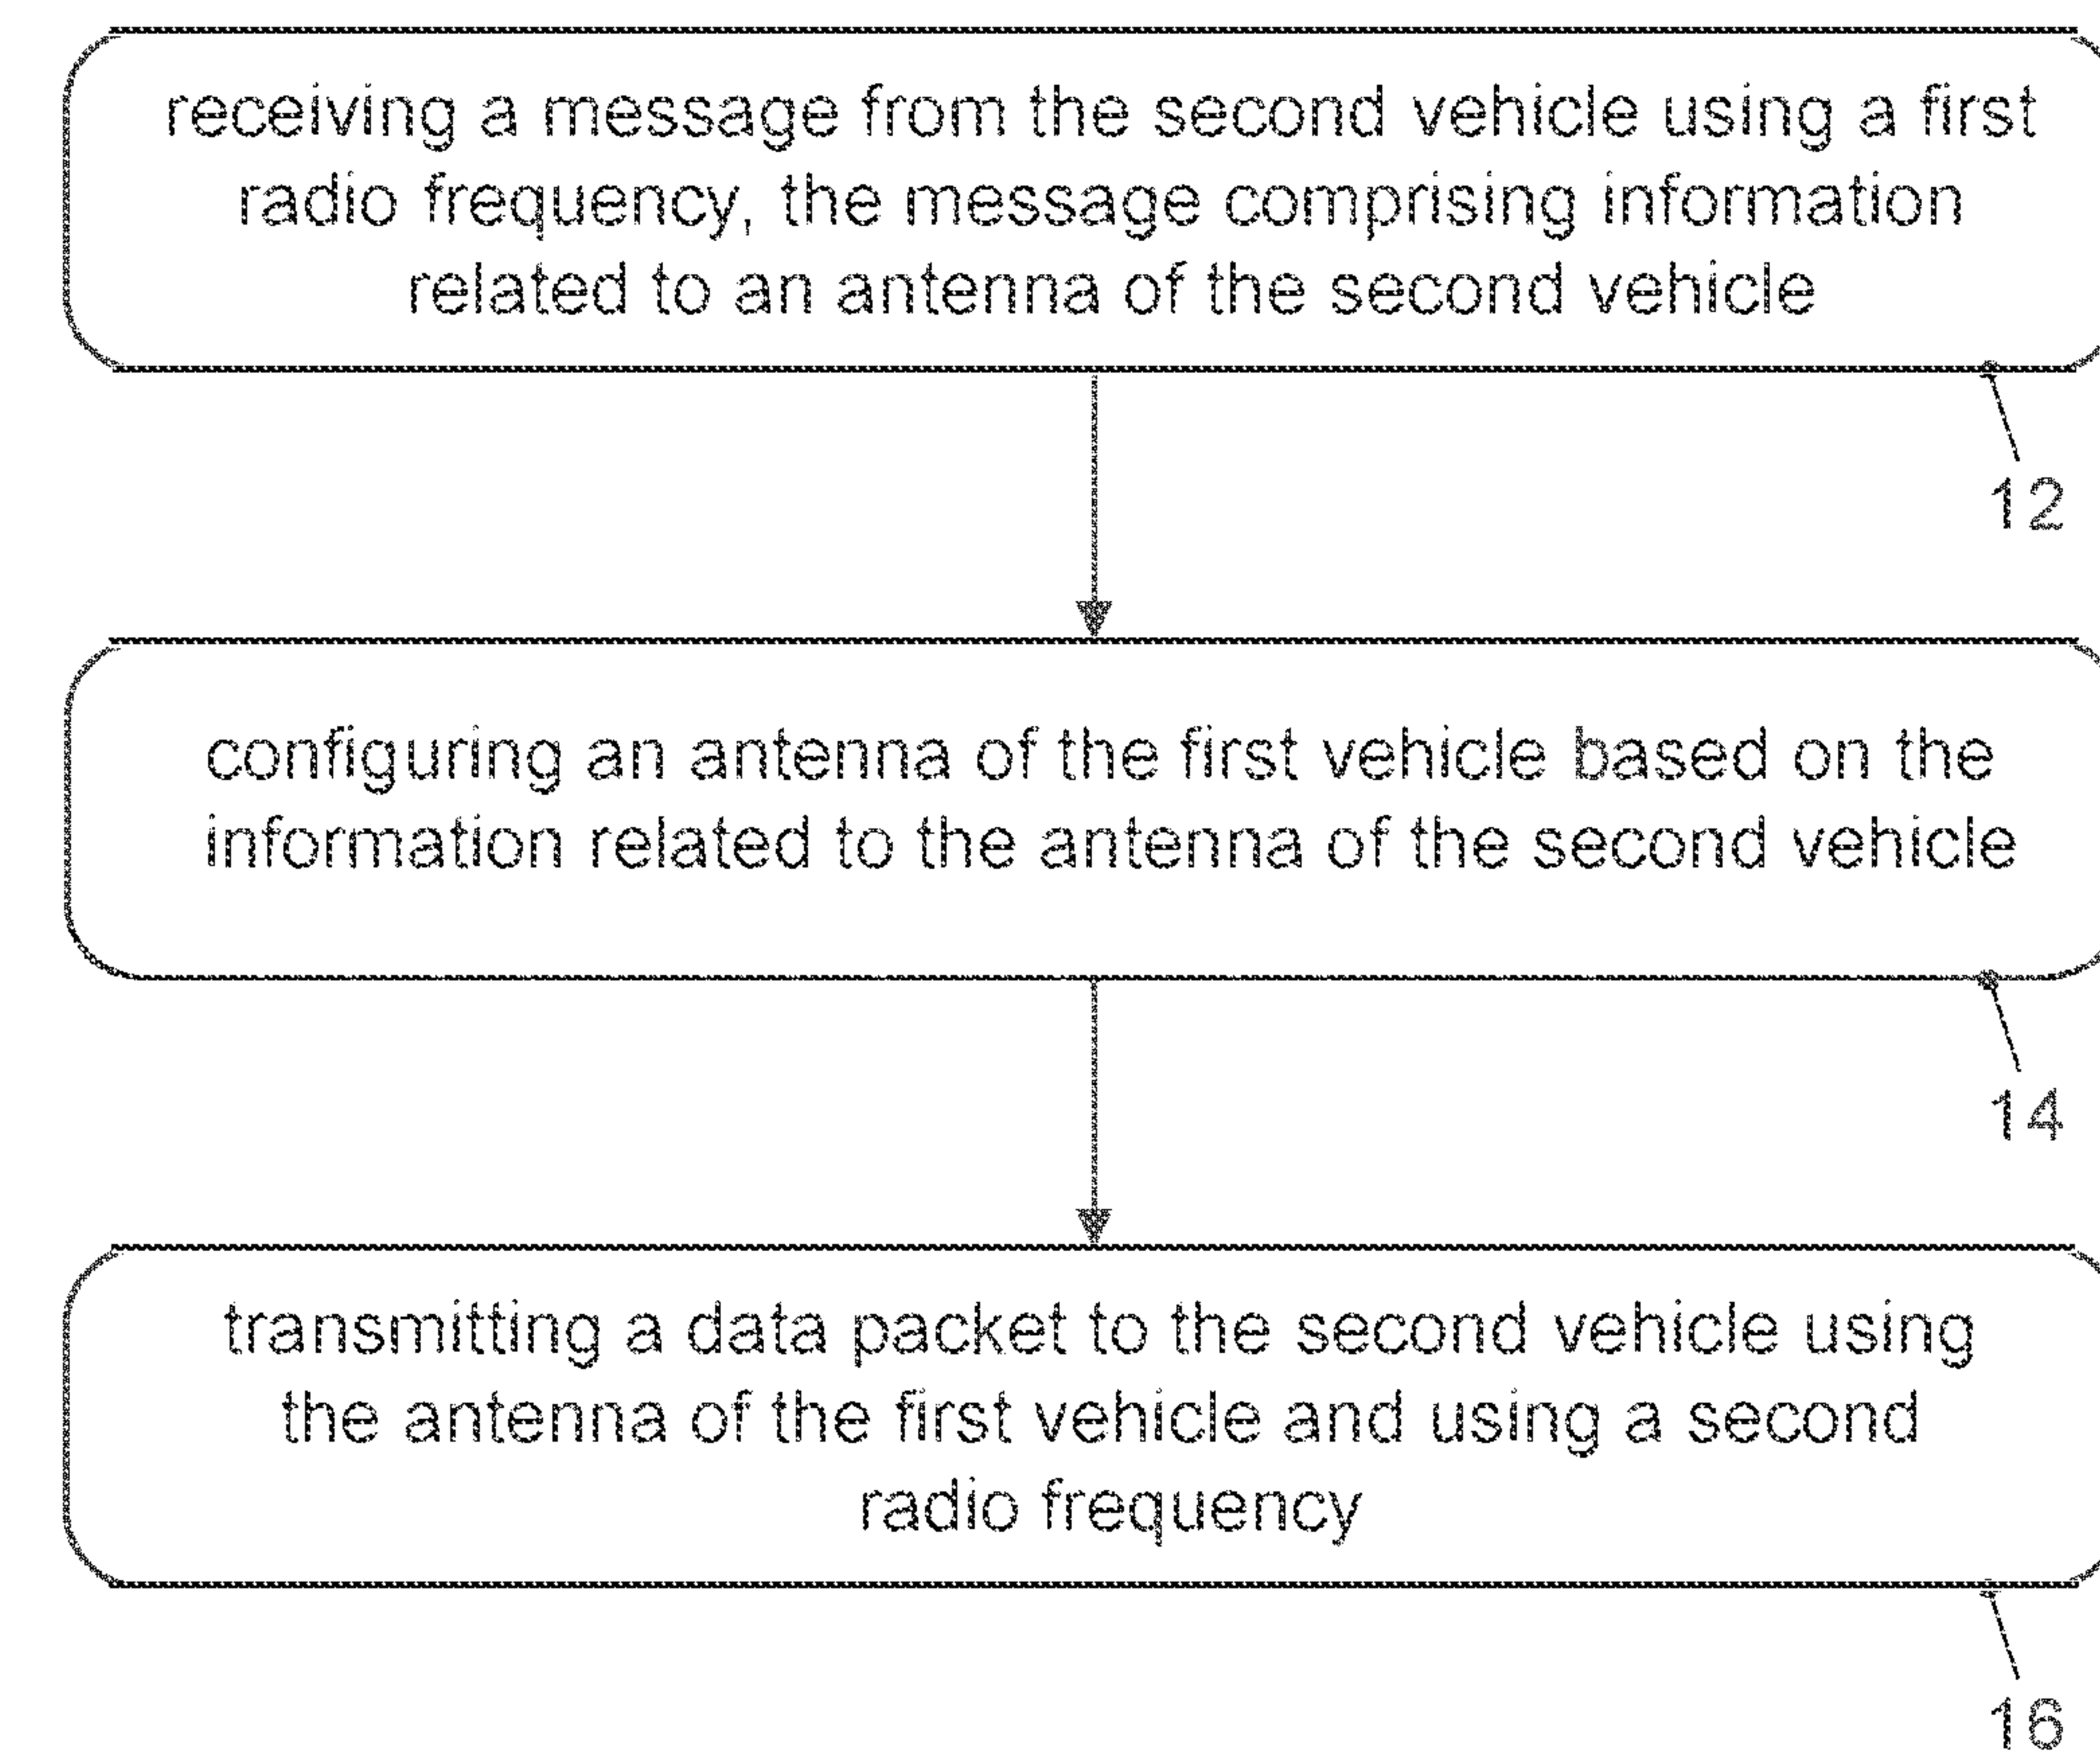 receiving a message from the second vehicle using a first
radio frequency, the message comprising information
related to an antenna of the second vehicle
12
configuring an antenna of the first vehicle based on the
information related to the antenna of the second vehicle
14
transmitting a data packet to the second vehicle using
the antenna of the first vehicle and using a second
radio frequency
16